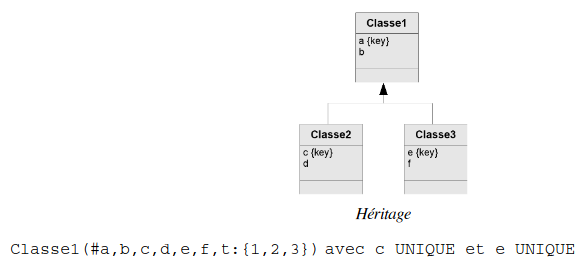 Classe1
a {key}
b
Classe2
c {key}
d
Classe3
e {key}
f
Héritage
Classe1(#a,b,c,d,e,f,t:{1,2,3}) avec c UNIQUE et e UNIQUE